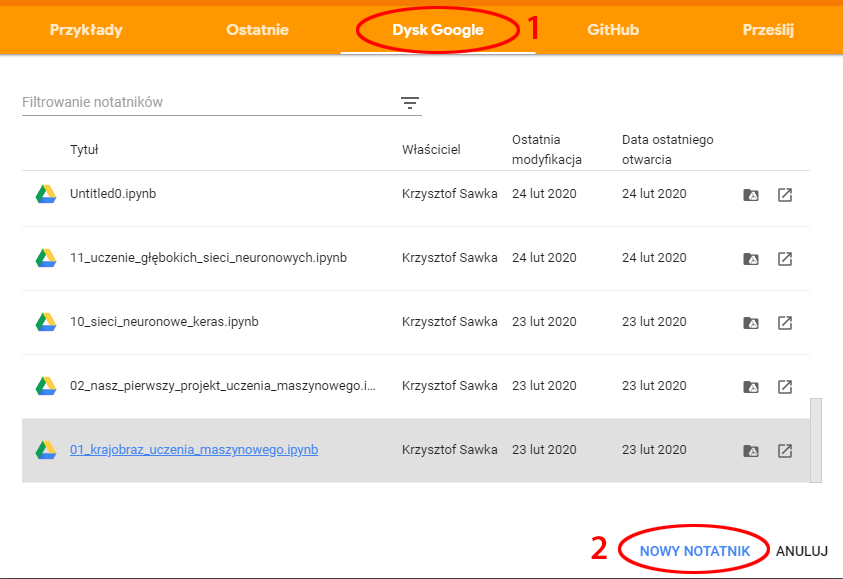 Przykłady Ostatnie Dysk Google 1 GitHub Prześlij
Filtrowanie notatników
Tytuł Właściciel Ostatnia modyfikacja Data ostatniego otwarcia
Untitled0.ipynb Krzysztof Sawka 24 lut 2020 24 lut 2020
11_uczenie_głębokich_sieci_neuronowych.ipynb Krzysztof Sawka 24 lut 2020 24 lut 2020
10_sieci_neuronowe_keras.ipynb Krzysztof Sawka 23 lut 2020 23 lut 2020
02_nasz_pierwszy_projekt_uczenia_maszynowego.i... Krzysztof Sawka 23 lut 2020 23 lut 2020
01_krajobraz_uczenia_maszynowego.ipynb Krzysztof Sawka 23 lut 2020 23 lut 2020
2 NOWY NOTATNIK ANULUJ